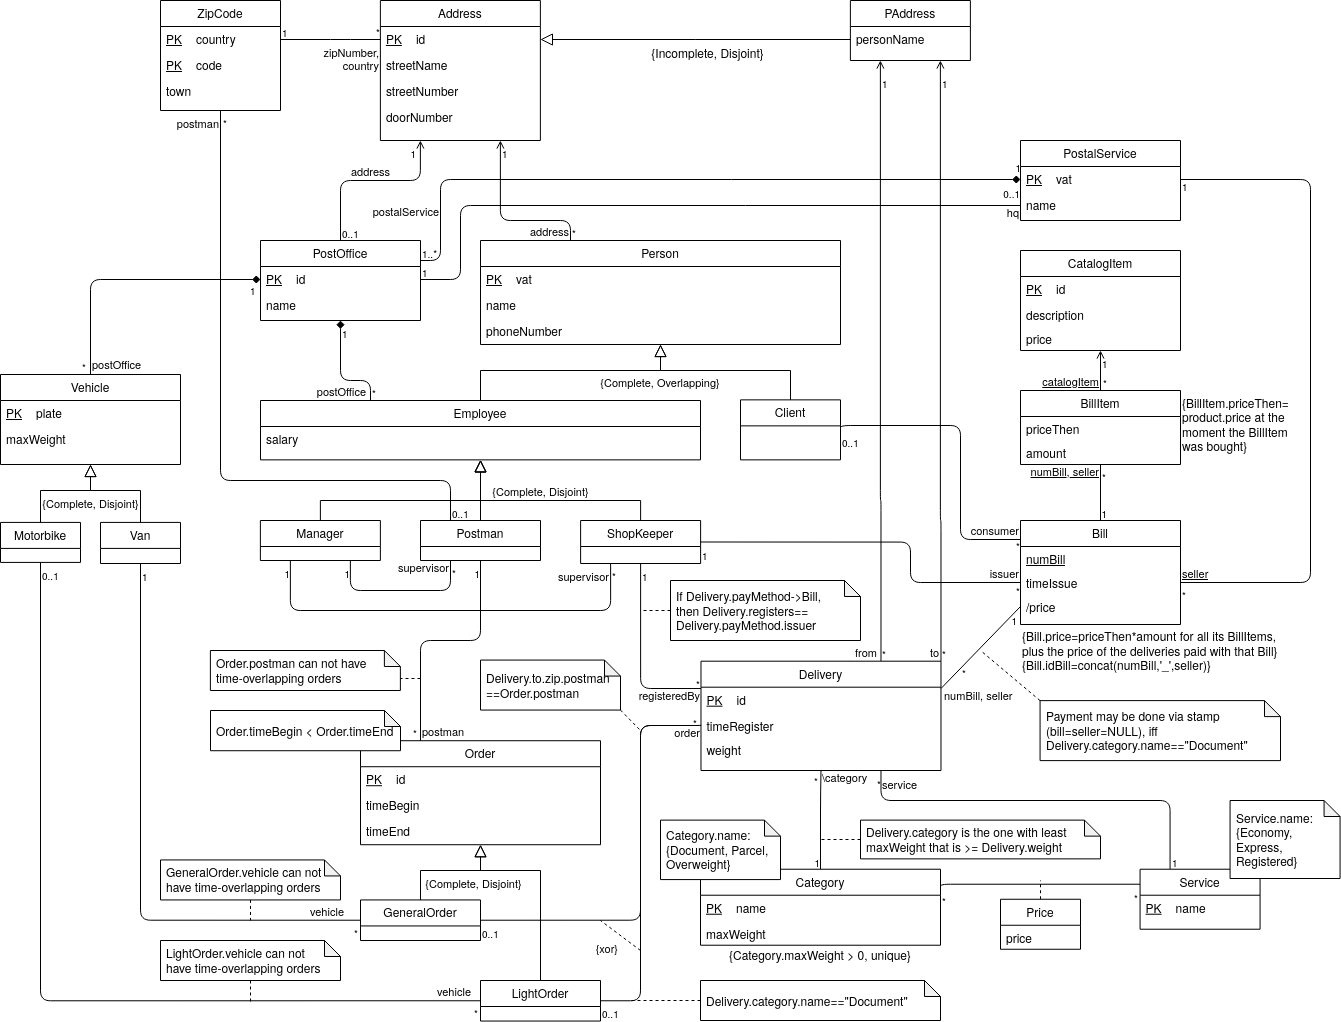 ZipCode
PK country
PK code
town
1
*
zipNumber,
country
postman
*
Address
PK id
streetName
streetNumber
doorNumber
{Incomplete, Disjoint}
PAddress
personName
1
1
1
1
address
0..1
address
*
PostalService
PK vat
name
1
0..1
hq
1
postalService
1..*
1
PostOffice
PK id
name
1
1
Person
PK vat
name
phoneNumber
CatalogItem
PK id
description
price
1
catalogItem
*
BillItem
priceThen
amount
{BillItem.priceThen=
product.price at the
moment the BillItem
was bought}
numBill, seller
*
1
* postOffice
Vehicle
PK plate
maxWeight
{Complete, Disjoint}
Motorbike
Van
0..1
1
postOffice
*
{Complete, Overlapping}
Employee
salary
Client
0..1
{Complete, Disjoint}
0..1
Manager
Postman
ShopKeeper
1
1
1
supervisor
*
1
supervisor
*
1
consumer
*
issuer
*
Bill
numBill
timeIssue
/price
seller
*
1
{Bill.price=priceThen*amount for all its BillItems,
plus the price of the deliveries paid with that Bill}
{Bill.idBill=concat(numBill,'_',seller)}
If Delivery.payMethod->Bill,
then Delivery.registers==
Delivery.payMethod.issuer
from
*
to
*
Order.postman can not have
time-overlapping orders
Delivery.to.zip.postman
==Order.postman
Order.timeBegin < Order.timeEnd
* postman
*
registeredBy
*
order
Delivery
PK id
timeRegister
weight
*
numBill, seller
Payment may be done via stamp
(bill=seller=NULL), iff
Delivery.category.name=="Document"
Order
PK id
timeBegin
timeEnd
{Complete, Disjoint}
* \category
* service
Category.name:
{Document, Parcel,
Overweight}
Delivery.category is the one with least
maxWeight that is >= Delivery.weight
Service.name:
{Economy,
Express,
Registered}
1
1
Category
PK name
maxWeight
{Category.maxWeight > 0, unique}
*
*
Service
PK name
Price
price
GeneralOrder.vehicle can not
have time-overlapping orders
vehicle
*
GeneralOrder
0..1
{xor}
LightOrder.vehicle can not
have time-overlapping orders
vehicle
*
LightOrder
0..1
Delivery.category.name=="Document"